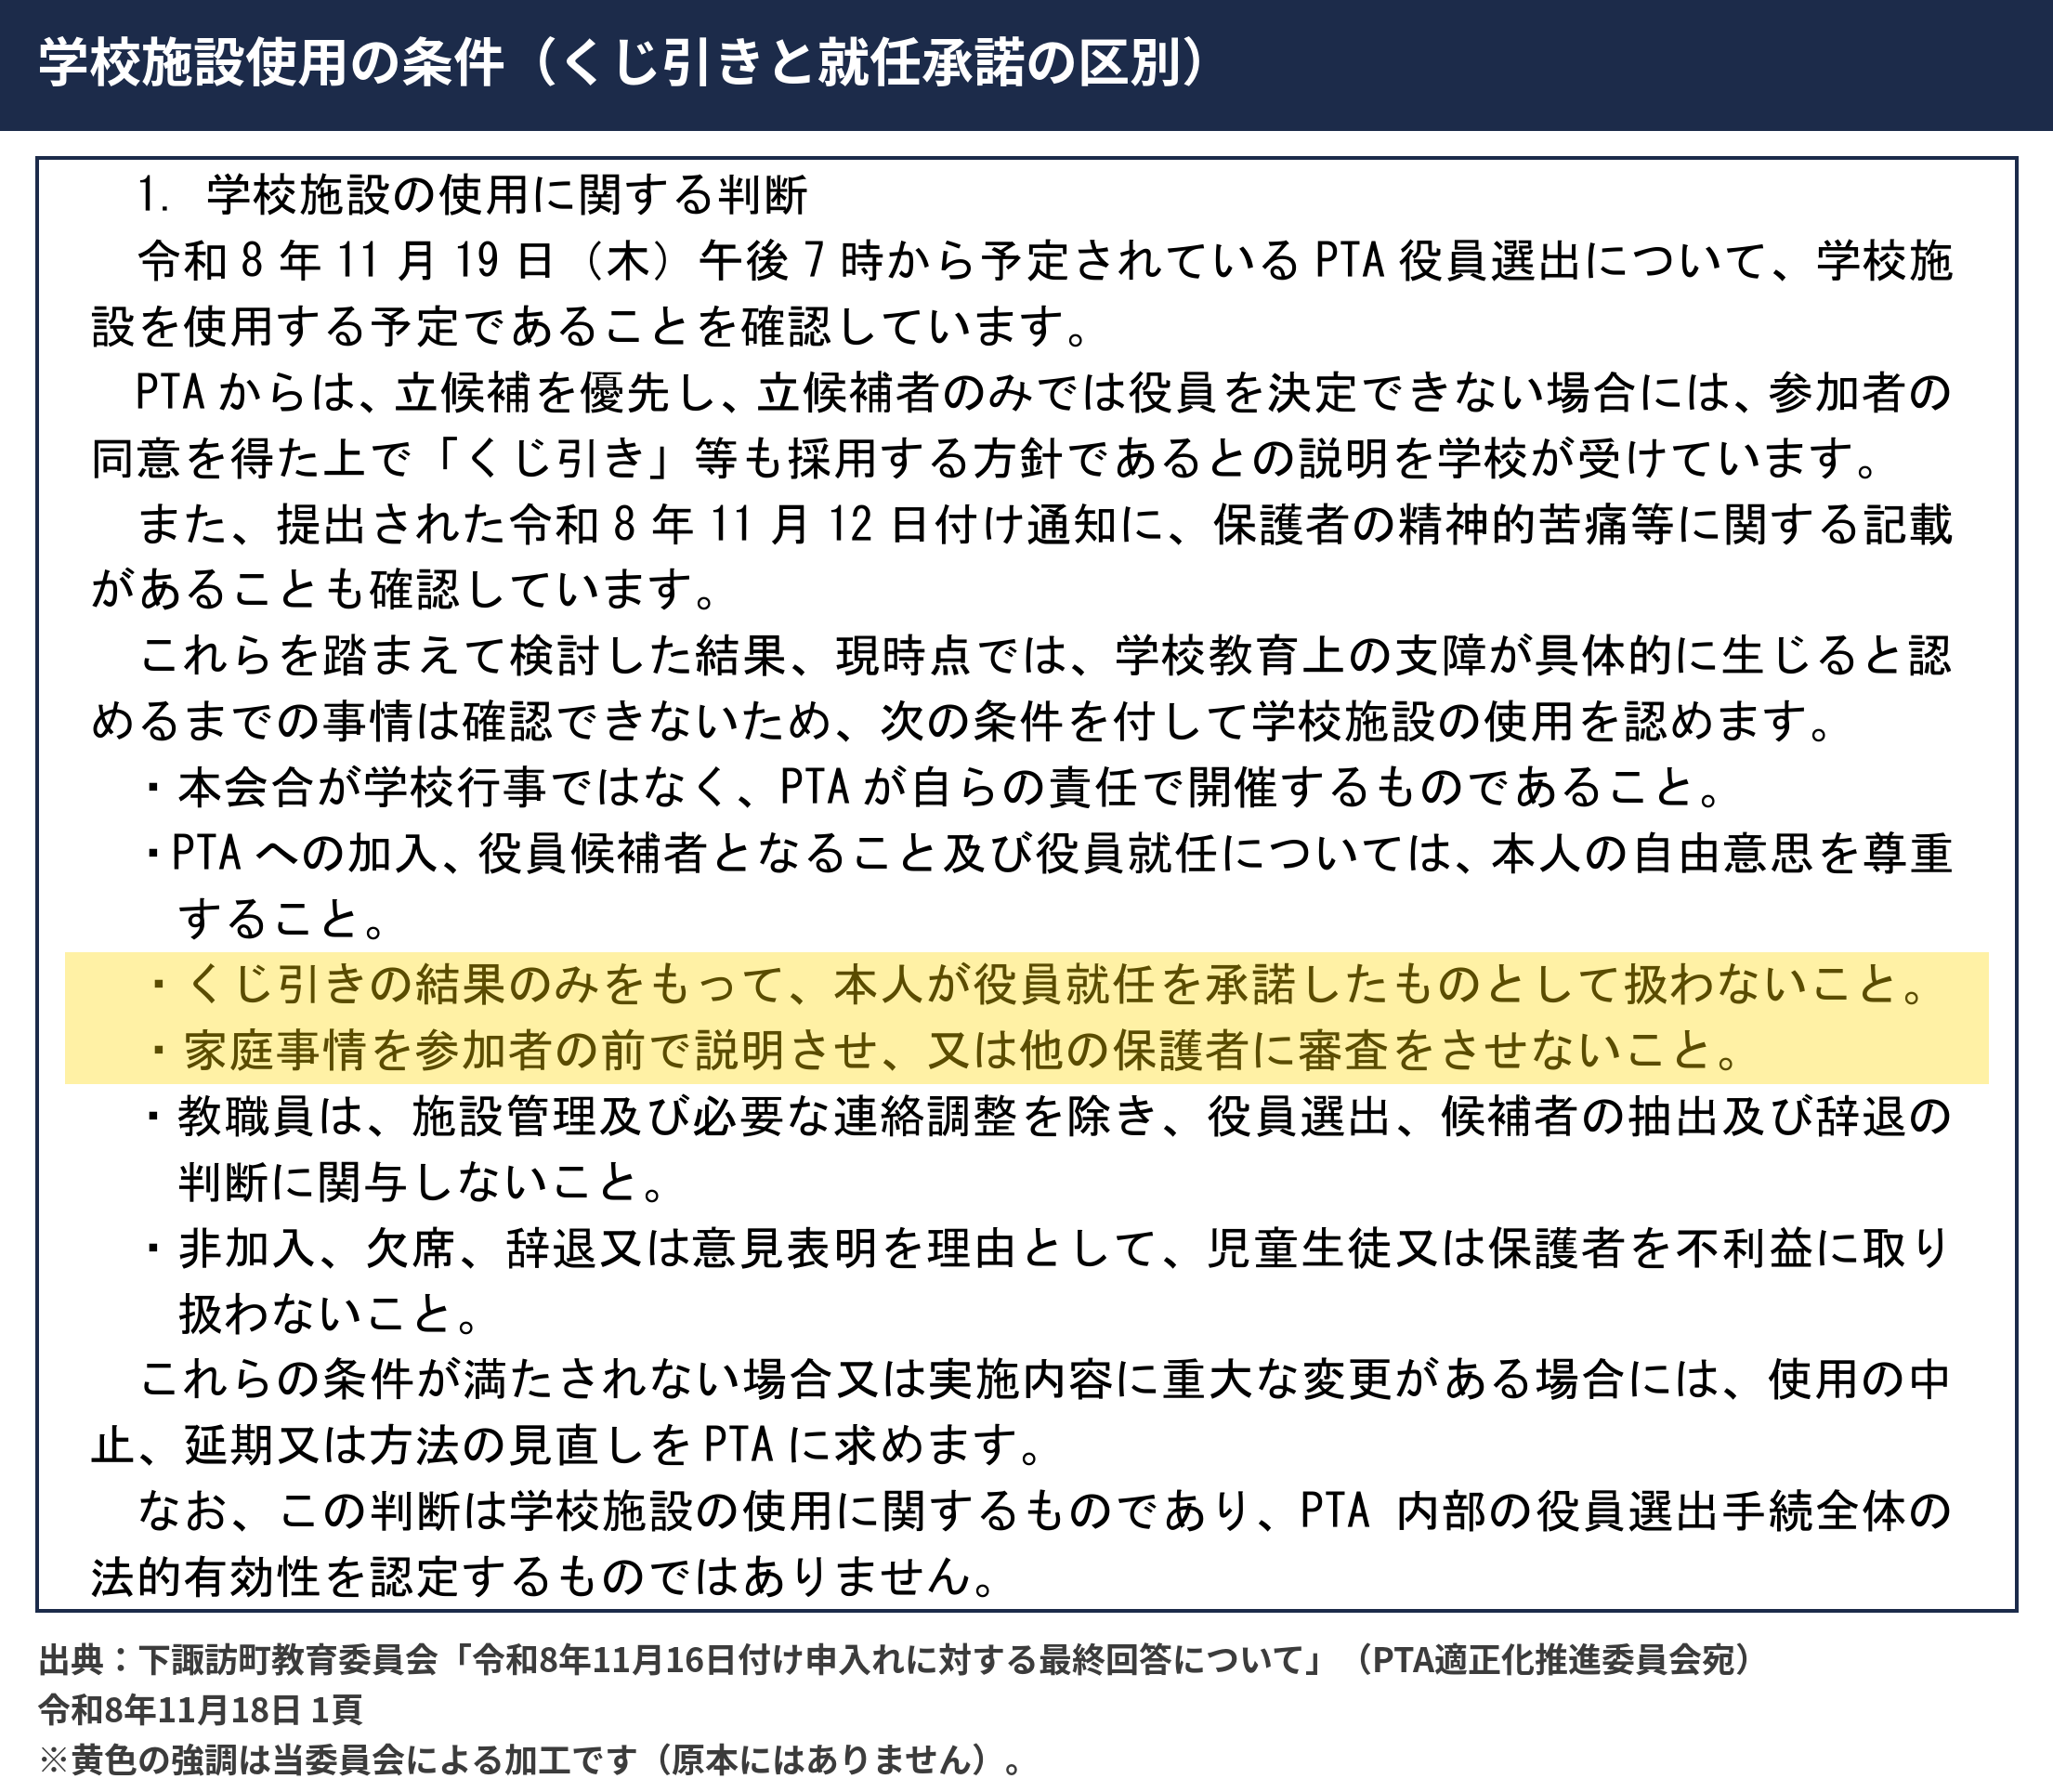 学校施設使用の条件（くじ引きと就任承諾の区別）
1. 学校施設の使用に関する判断
令和8年11月19日（木）午後7時から予定されているPTA役員選出について、学校施
設を使用する予定であることを確認しています。
PTAからは、立候補を優先し、立候補者のみでは役員を決定できない場合には、参加者の
同意を得た上で「くじ引き」等も採用する方針であるとの説明を学校が受けています。
また、提出された令和8年11月12日付け通知に、保護者の精神的苦痛等に関する記載
があることも確認しています。
これらを踏まえて検討した結果、現時点では、学校教育上の支障が具体的に生じると認
めるまでの事情は確認できないため、次の条件を付して学校施設の使用を認めます。
・本会合が学校行事ではなく、PTAが自らの責任で開催するものであること。
・PTAへの加入、役員候補者となること及び役員就任については、本人の自由意思を尊重
すること。
・くじ引きの結果のみをもって、本人が役員就任を承諾したものとして扱わないこと。
・家庭事情を参加者の前で説明させ、又は他の保護者に審査をさせないこと。
・教職員は、施設管理及び必要な連絡調整を除き、役員選出、候補者の抽出及び辞退の
判断に関与しないこと。
・非加入、欠席、辞退又は意見表明を理由として、児童生徒又は保護者を不利益に取り
扱わないこと。
これらの条件が満たされない場合又は実施内容に重大な変更がある場合には、使用の中
止、延期又は方法の見直しをPTAに求めます。
なお、この判断は学校施設の使用に関するものであり、PTA 内部の役員選出手続全体の
法的有効性を認定するものではありません。
出典：下諏訪町教育委員会「令和8年11月16日付け申入れに対する最終回答について」（PTA適正化推進委員会宛）
令和8年11月18日 1頁
※黄色の強調は当委員会による加工です（原本にはありません）。